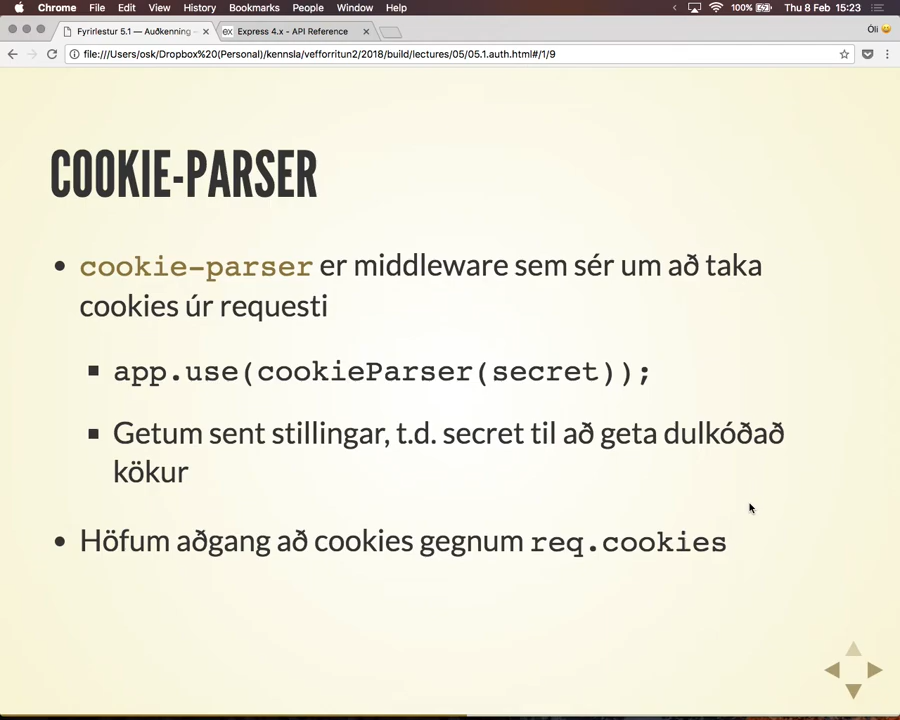 Chrome File Edit View History Bookmarks People Window Help 100% Thu 8 Feb 15:23
Fyrirlestur 5.1 — Auðkenning - Express 4.x - API Reference Óli
file:///Users/osk/Dropbox%20(Personal)/kennsla/vefforritun2/2018/build/lectures/05/05.1.auth.html#/1/9
COOKIE-PARSER
cookie-parser er middleware sem sér um að taka
cookies úr requesti
app.use(cookieParser(secret));
Getum sent stillingar, t.d. secret til að geta dulkóðað
kökur
Höfum aðgang að cookies gegnum req.cookies